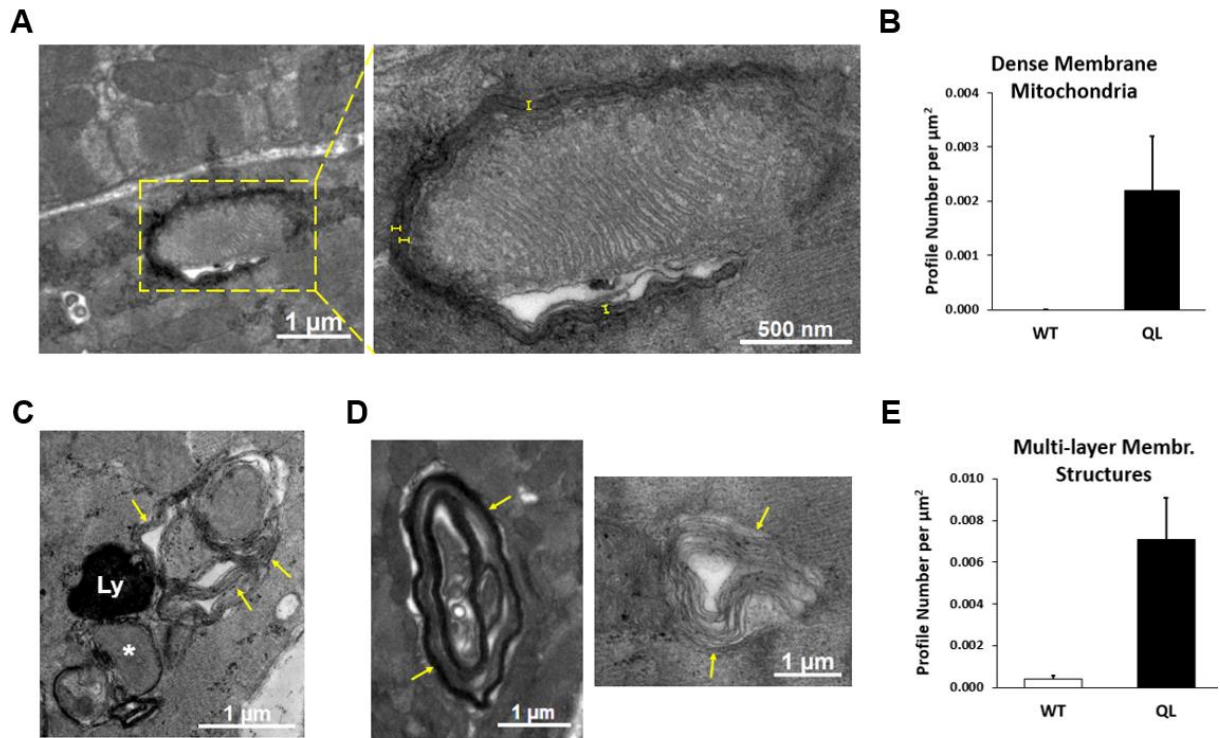 A
1 μm
500 nm
B
Dense Membrane
Mitochondria
Profile Number per μm²
0.004
0.003
0.002
0.001
0.000
WT
QL
C
Ly
*
1 μm
D
1 μm
1 μm
E
Multi-layer Membr.
Structures
Profile Number per μm²
0.010
0.008
0.006
0.004
0.002
0.000
WT
QL